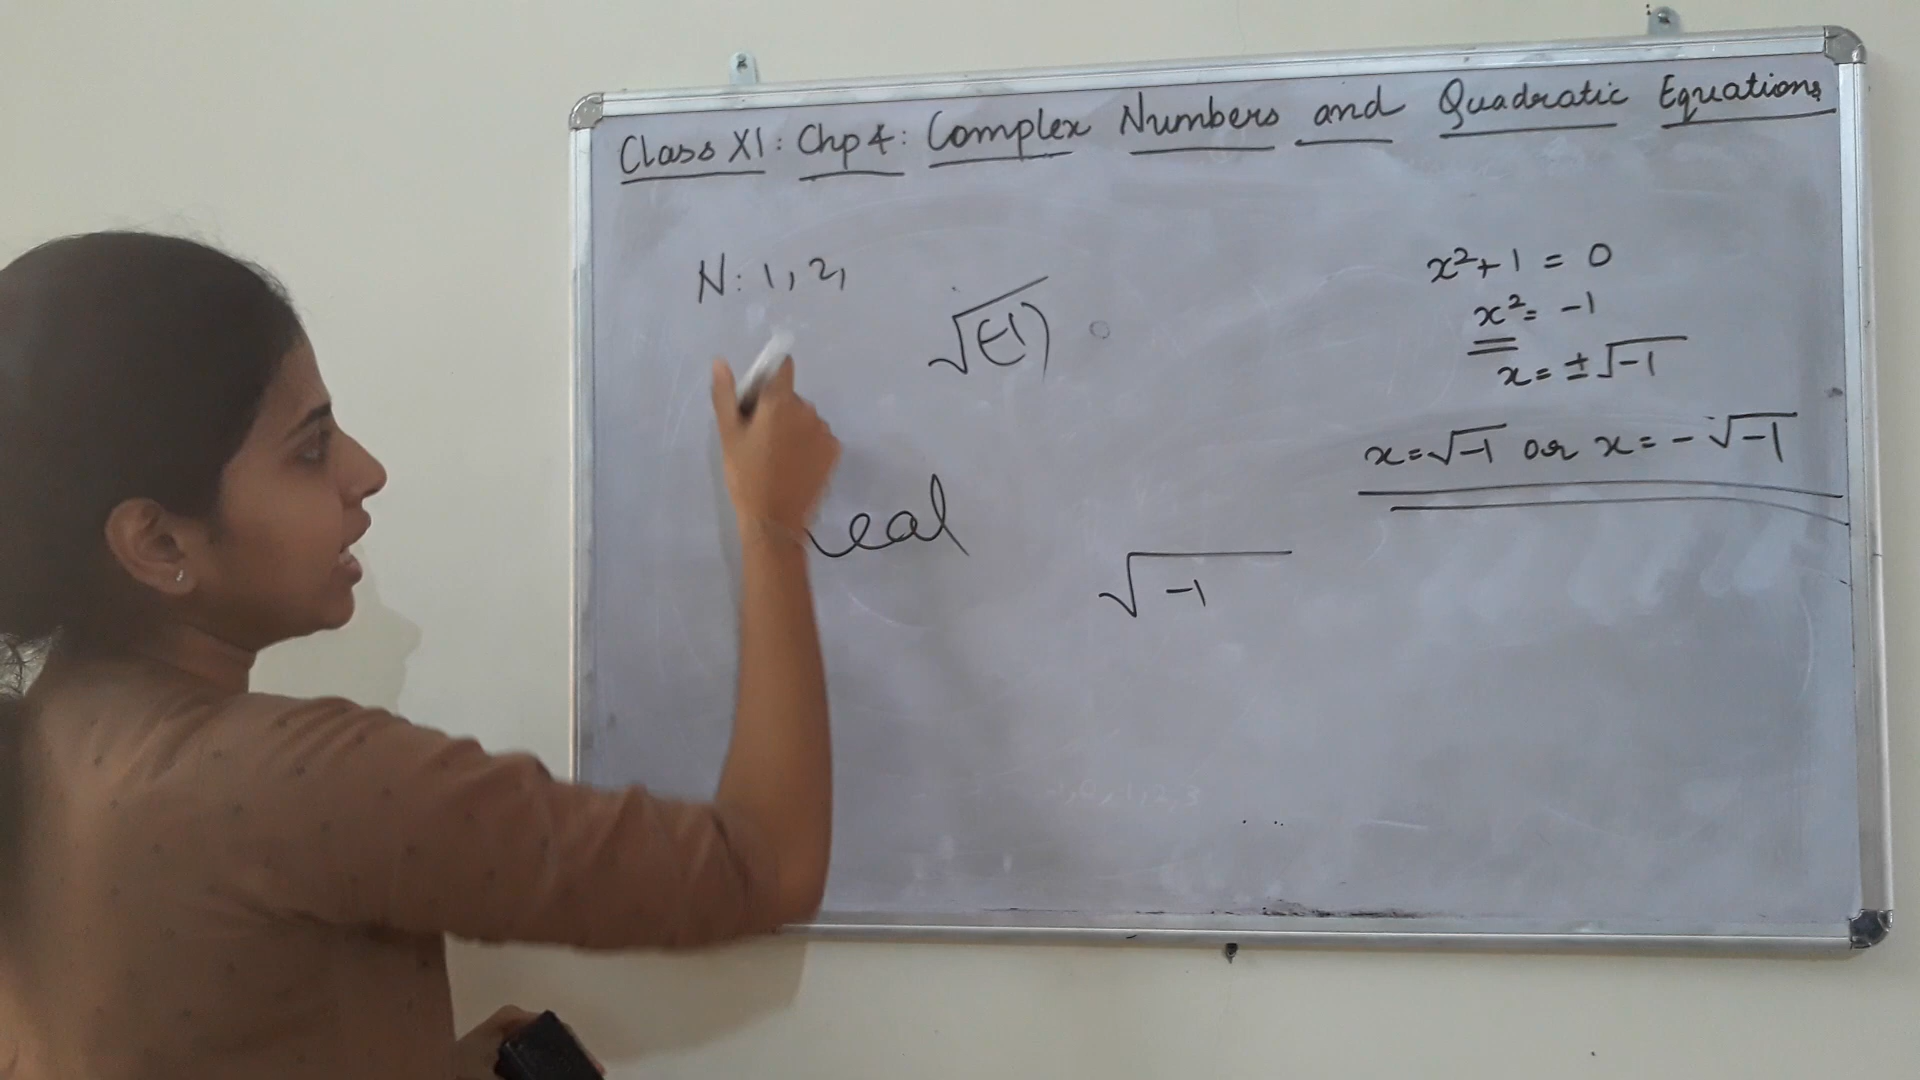 Class XI: Chp 4: Complex Numbers and Quadratic Equations
N: 1, 2,
√(-1)
eal
√-1
x²+1 = 0
x² = -1
x = ±√-1
x = √-1 or x = -√-1